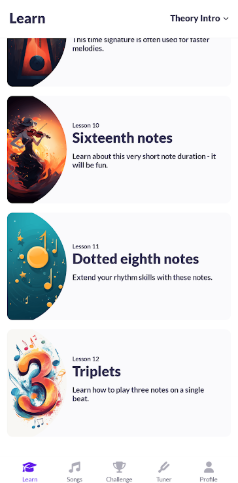 Learn
Theory Intro
This time signature is often used for faster
melodies.
Lesson 10
Sixteenth notes
Learn about this very short note duration - it
will be fun.
Lesson 11
Dotted eighth notes
Extend your rhythm skills with these notes.
Lesson 12
Triplets
Learn how to play three notes on a single
beat.
3
Learn
Songs
Challenge
Tuner
Profile